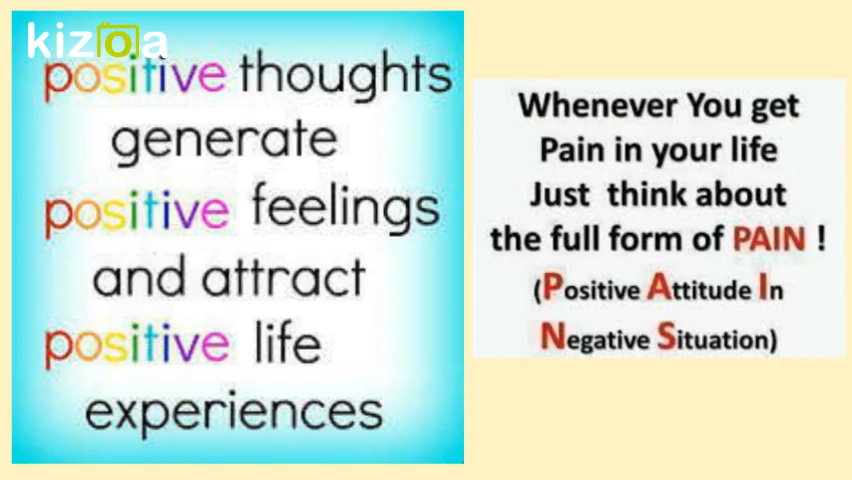 kizoa
positive thoughts
generate
positive feelings
and attract
positive life
experiences
Whenever You get
Pain in your life
Just think about
the full form of PAIN !
(Positive Attitude In
Negative Situation)